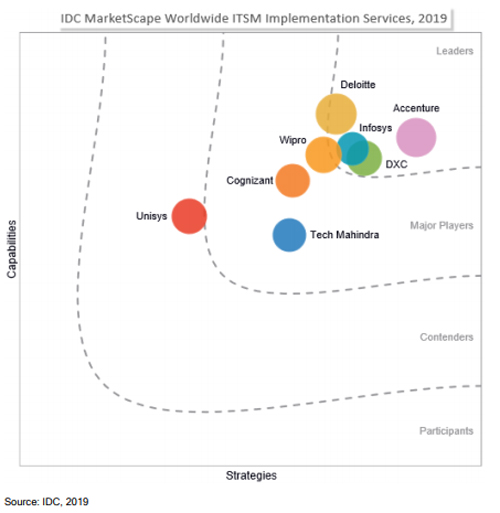 IDC MarketScape Worldwide ITSM Implementation Services, 2019
Leaders
Deloitte
Accenture
Infosys
Wipro
DXC
Cognizant
Unisys
Major Players
Tech Mahindra
Capabilities
Contenders
Participants
Strategies
Source: IDC, 2019